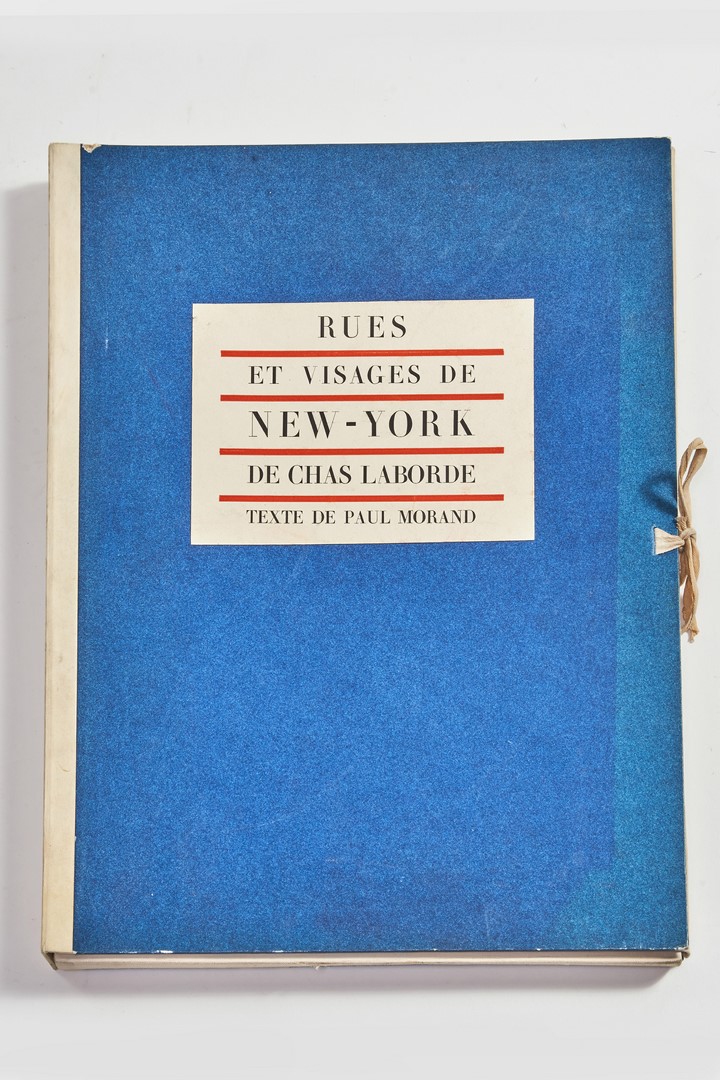 RUES
ET VISAGES DE
NEW-YORK
DE CHAS LABORDE
TEXTE DE PAUL MORAND